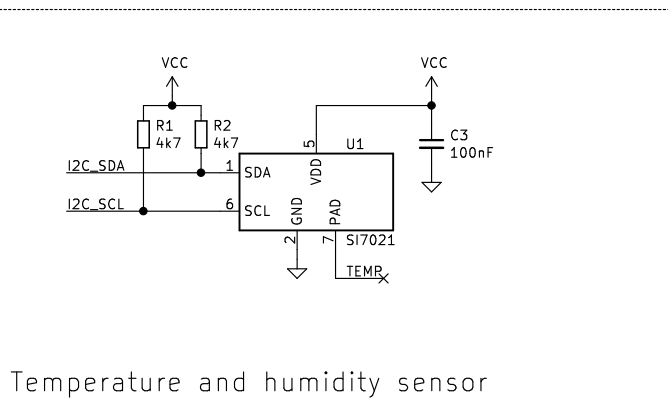 VCC
VCC
R1
4k7
R2
4k7
C3
100nF
U1
I2C_SDA
1
SDA
5
VDD
I2C_SCL
6
SCL
GND
PAD
2
7
SI7021
TEMP
Temperature and humidity sensor